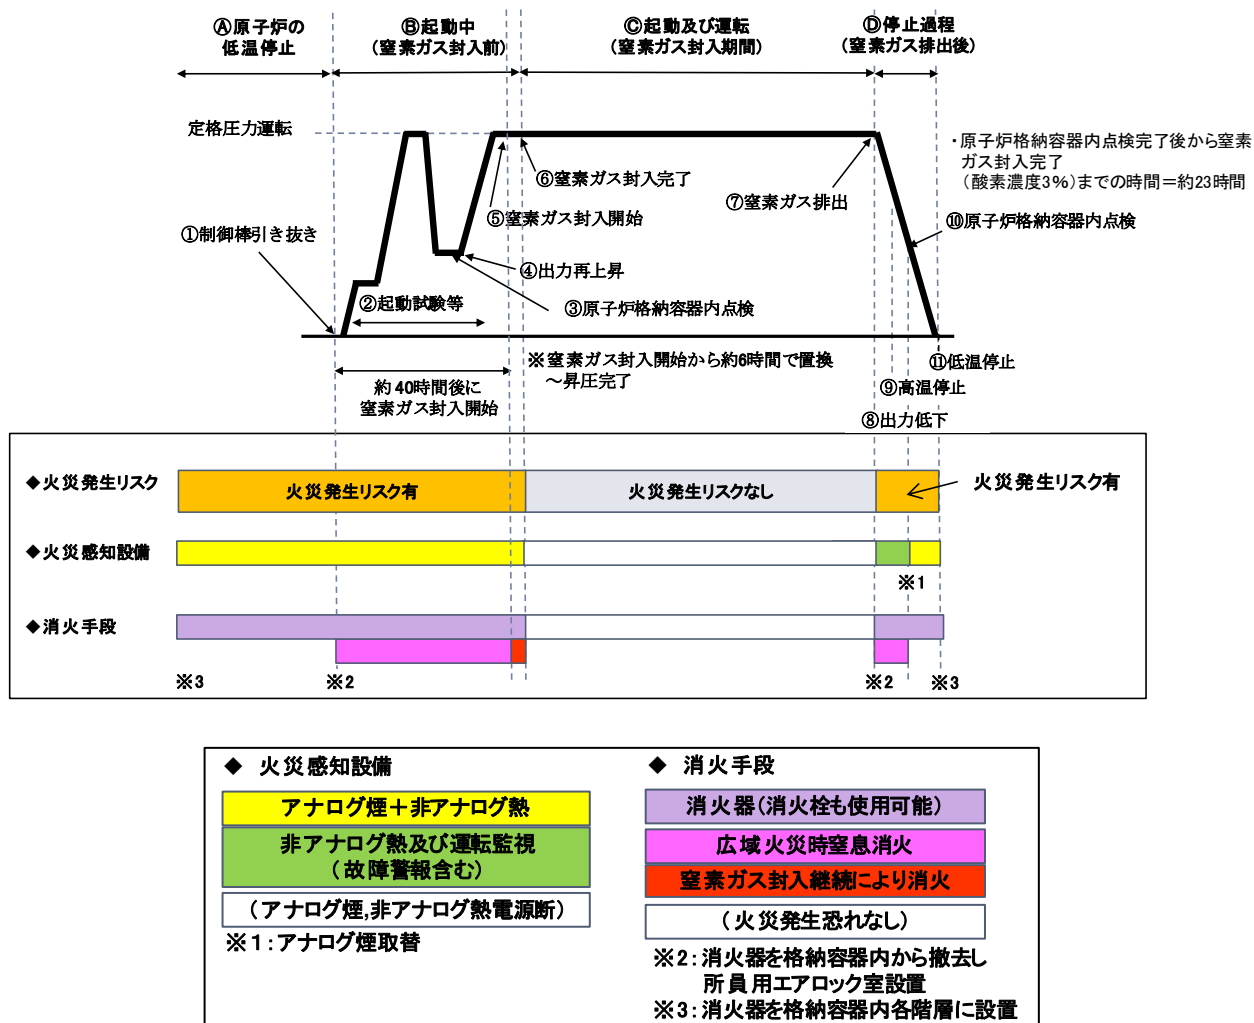 Ⓐ原子炉の
低温停止
Ⓑ起動中
(窒素ガス封入前)
Ⓒ起動及び運転
(窒素ガス封入期間)
Ⓓ停止過程
(窒素ガス排出後)
定格圧力運転
・原子炉格納容器内点検完了後から窒素
ガス封入完了
(酸素濃度3%)までの時間=約23時間
⑥窒素ガス封入完了
⑦窒素ガス排出
⑤窒素ガス封入開始
⑩原子炉格納容器内点検
①制御棒引き抜き
④出力再上昇
②起動試験等
③原子炉格納容器内点検
※窒素ガス封入開始から約6時間で置換
~昇圧完了
⑪低温停止
約40時間後に
窒素ガス封入開始
⑨高温停止
⑧出力低下
◆火災発生リスク
火災発生リスク有
火災発生リスクなし
火災発生リスク有
◆火災感知設備
※1
◆消火手段
※3
※2
※2
※3
◆ 火災感知設備
アナログ煙+非アナログ熱
非アナログ熱及び運転監視
(故障警報含む)
(アナログ煙,非アナログ熱電源断)
※1:アナログ煙取替
◆ 消火手段
消火器(消火栓も使用可能)
広域火災時窒息消火
窒素ガス封入継続により消火
(火災発生恐れなし)
※2:消火器を格納容器内から撤去し
所員用エアロック室設置
※3:消火器を格納容器内各階層に設置